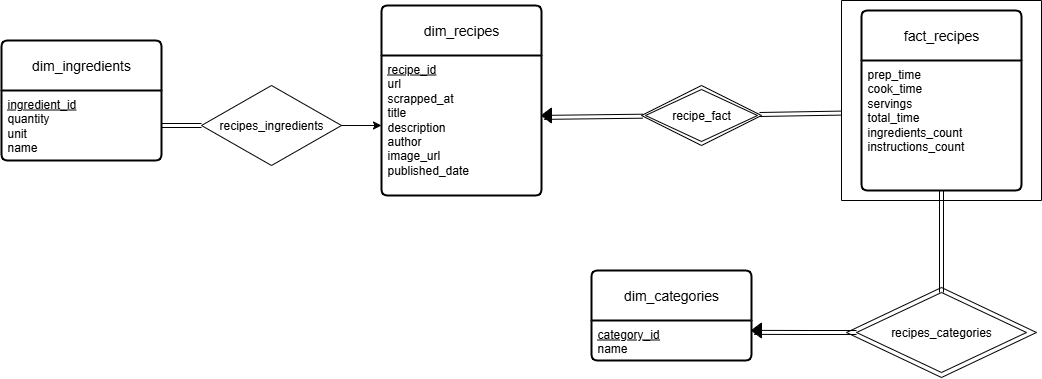 dim_ingredients
ingredient_id
quantity
unit
name
recipes_ingredients
dim_recipes
recipe_id
url
scrapped_at
title
description
author
image_url
published_date
recipe_fact
fact_recipes
prep_time
cook_time
servings
total_time
ingredients_count
instructions_count
dim_categories
category_id
name
recipes_categories